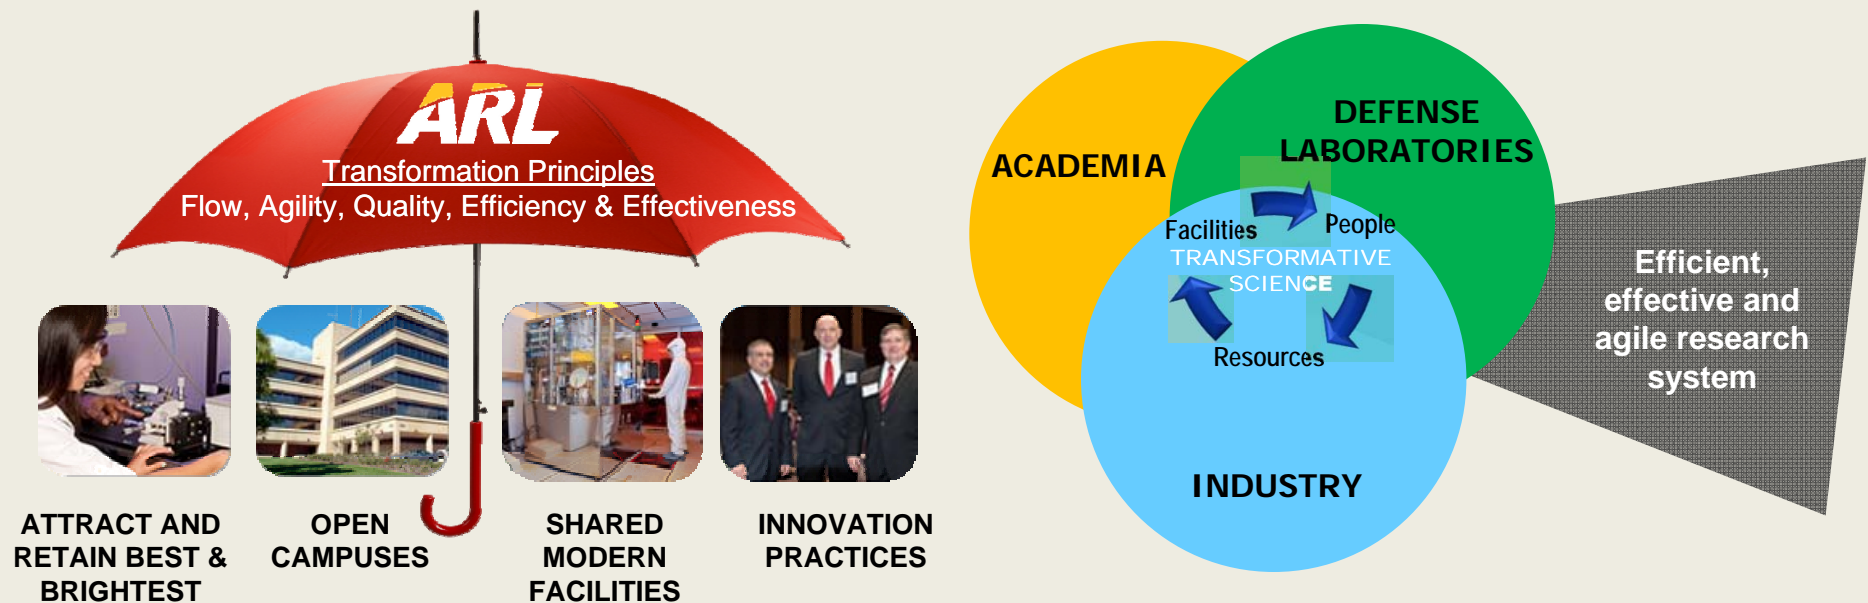 ARL
Transformation Principles
Flow, Agility, Quality, Efficiency & Effectiveness
ATTRACT AND
RETAIN BEST &
BRIGHTEST
OPEN
CAMPUSES
SHARED
MODERN
FACILITIES
INNOVATION
PRACTICES
ACADEMIA
DEFENSE
LABORATORIES
Facilities
People
TRANSFORMATIVE
SCIENCE
Resources
INDUSTRY
Efficient,
effective and
agile research
system